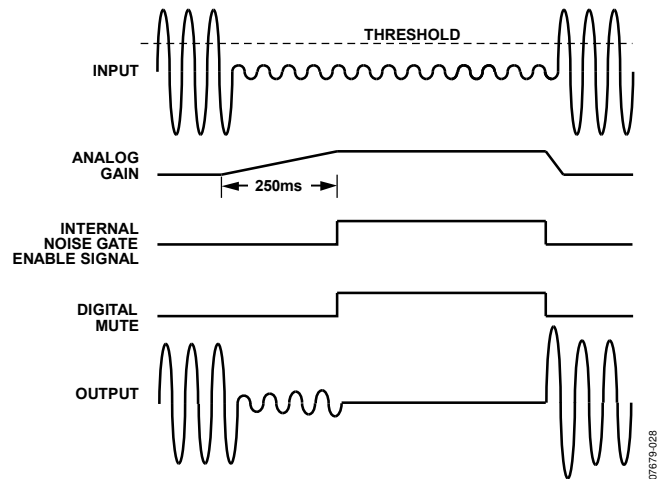 THRESHOLD
INPUT
ANALOG
GAIN
250ms
INTERNAL
NOISE GATE
ENABLE SIGNAL
DIGITAL
MUTE
OUTPUT
07679-028